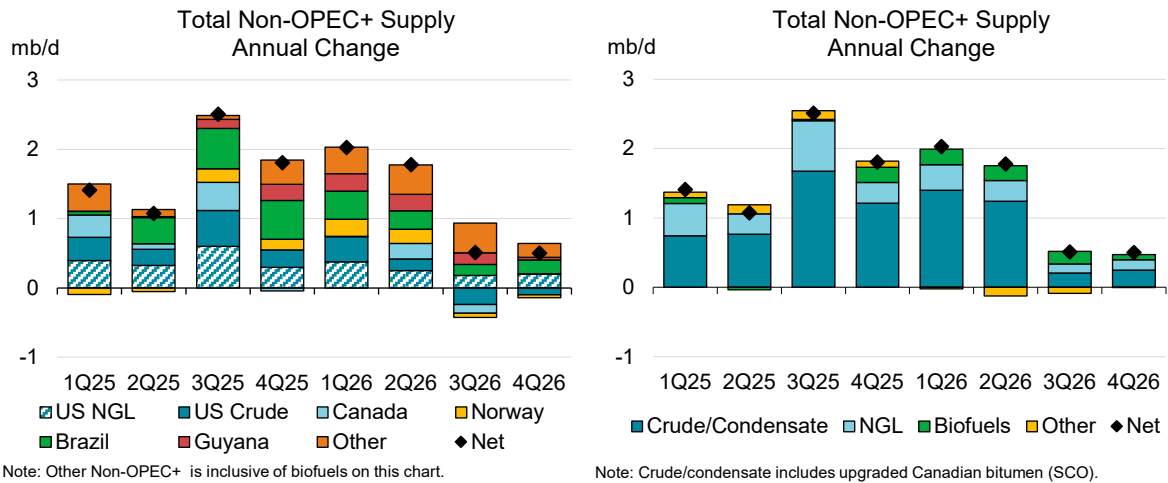 Total Non-OPEC+ Supply
Annual Change
mb/d
3
2
1
0
-1
1Q25 2Q25 3Q25 4Q25 1Q26 2Q26 3Q26 4Q26
US NGL US Crude Canada Norway
Brazil Guyana Other Net
Note: Other Non-OPEC+ is inclusive of biofuels on this chart.
Total Non-OPEC+ Supply
Annual Change
mb/d
3
2
1
0
-1
1Q25 2Q25 3Q25 4Q25 1Q26 2Q26 3Q26 4Q26
Crude/Condensate NGL Biofuels Other Net
Note: Crude/condensate includes upgraded Canadian bitumen (SCO).